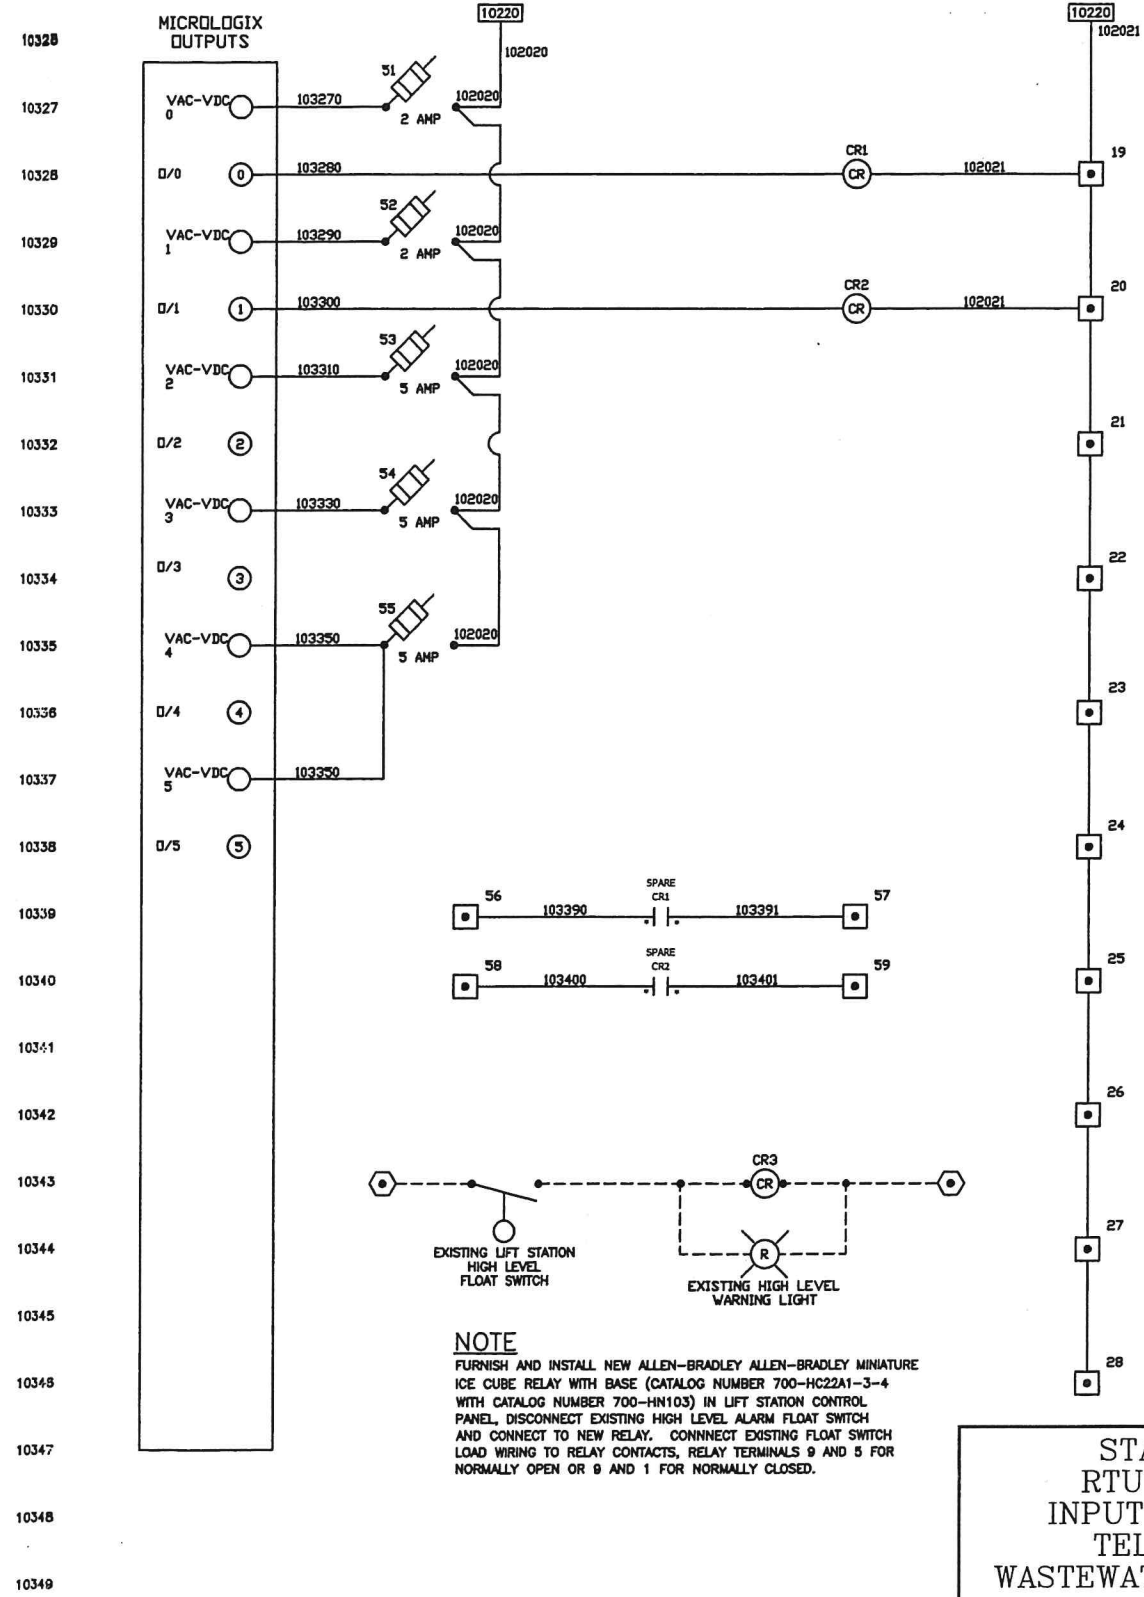 MICROLOGIX
OUTPUTS
10220
102020
10220
102021
10327
VAC-VDC
0
103270
51
2 AMP
102020
10328
O/0
0
103280
CR1
CR
102021
19
10329
VAC-VDC
1
103290
52
2 AMP
102020
10330
O/1
1
103300
CR2
CR
102021
20
10331
VAC-VDC
2
103310
53
5 AMP
102020
10332
O/2
2
21
10333
VAC-VDC
3
103330
54
5 AMP
102020
10334
O/3
3
22
10335
VAC-VDC
4
103350
55
5 AMP
102020
10336
O/4
4
23
10337
VAC-VDC
5
103350
10338
O/5
5
24
10339
56
103390
SPARE
CR1
103391
57
10340
58
103400
SPARE
CR2
103401
59
25
10341
10342
26
10343
CR3
CR
10344
R
27
EXISTING LIFT STATION
HIGH LEVEL
FLOAT SWITCH
EXISTING HIGH LEVEL
WARNING LIGHT
10345
NOTE
FURNISH AND INSTALL NEW ALLEN-BRADLEY ALLEN-BRADLEY MINIATURE
ICE CUBE RELAY WITH BASE (CATALOG NUMBER 700-HC22A1-3-4
WITH CATALOG NUMBER 700-HN103) IN LIFT STATION CONTROL
PANEL, DISCONNECT EXISTING HIGH LEVEL ALARM FLOAT SWITCH
AND CONNECT TO NEW RELAY. CONNNECT EXISTING FLOAT SWITCH
LOAD WIRING TO RELAY CONTACTS, RELAY TERMINALS 9 AND 5 FOR
NORMALLY OPEN OR 9 AND 1 FOR NORMALLY CLOSED.
28
10347
10348
10349
STA
RTU
INPUT
TEL
WASTEWAT